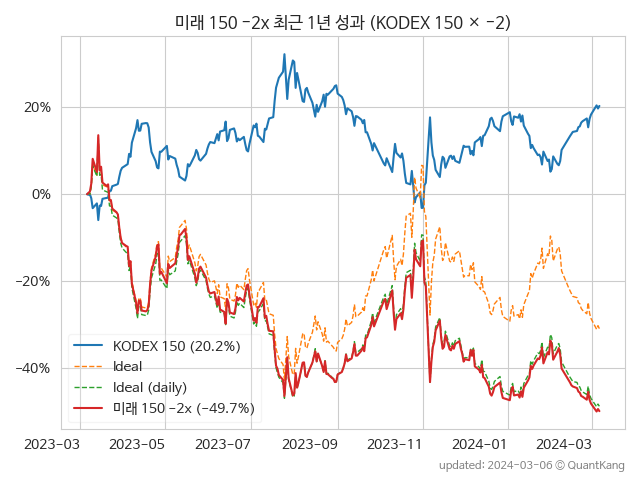 미래 150 −2x 최근 1년 성과 (KODEX 150 × −2)
20%
0%
−20%
−40%
KODEX 150 (20.2%)
Ideal
Ideal (daily)
미래 150 −2x (−49.7%)
2023−03 2023−05 2023−07 2023−09 2023−11 2024−01 2024−03
updated: 2024−03−06 © QuantKang